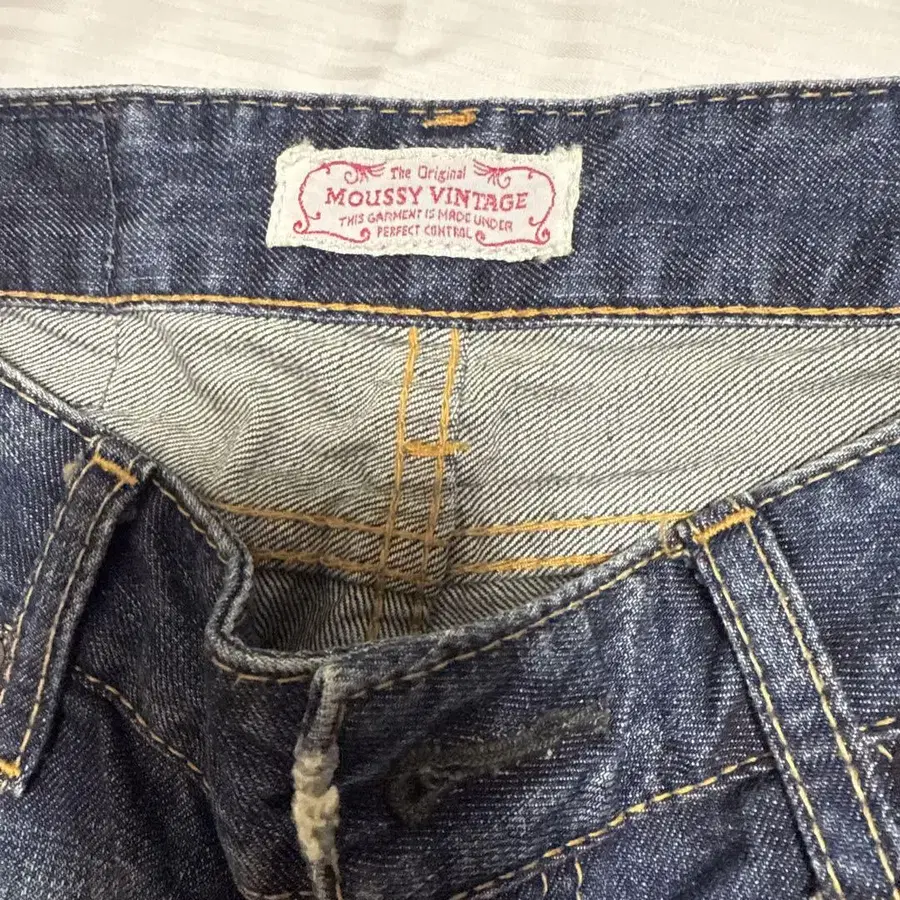 The Original
MOUSSY VINTAGE
THIS GARMENT IS MADE UNDER
PERFECT CONTROL